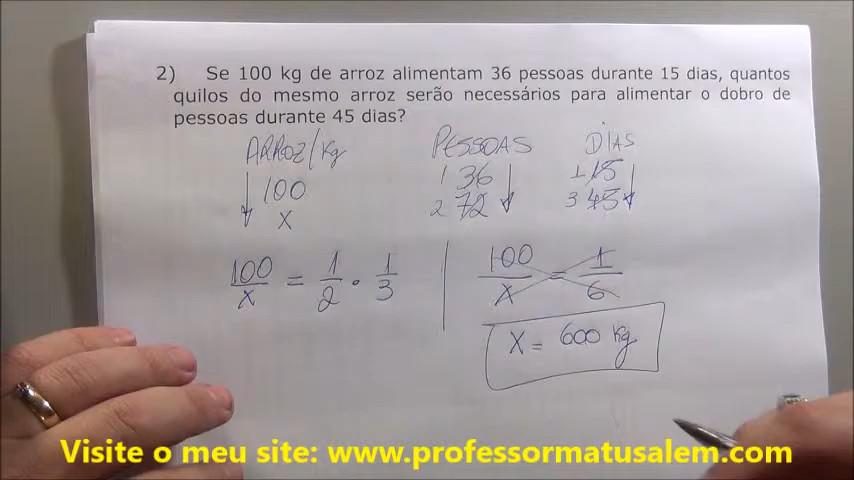 2) Se 100 kg de arroz alimentam 36 pessoas durante 15 dias, quantos
quilos do mesmo arroz serão necessários para alimentar o dobro de
pessoas durante 45 dias?
ARROZ/Kg PESSOAS DIAS
100 1 36 1 15
X 2 72 3 45
100/x = 1/2 · 1/3 | 100/x = 1/6
X = 600 kg
Visite o meu site: www.professormatusalem.com